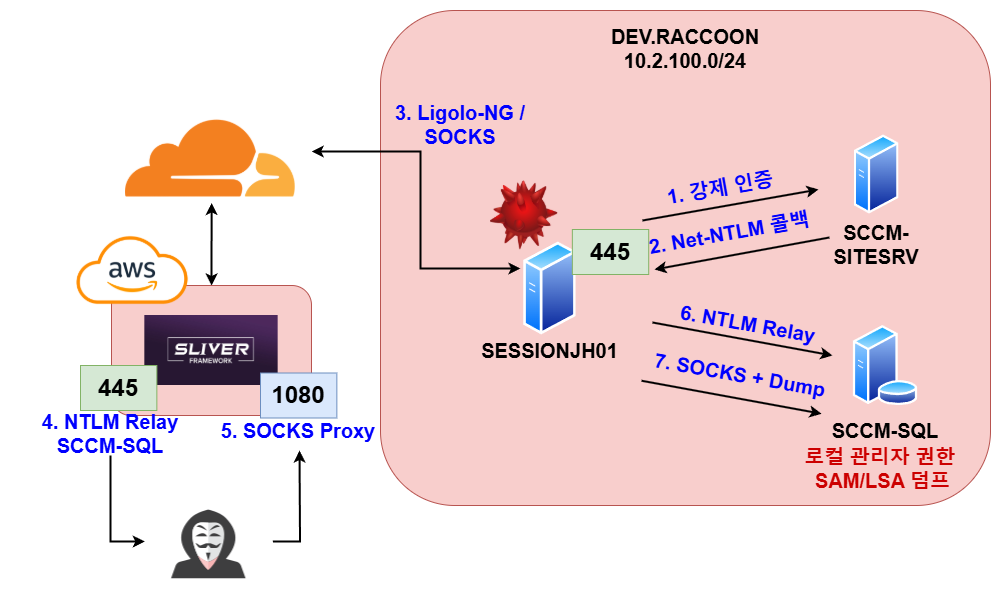 DEV.RACCOON
10.2.100.0/24
3. Ligolo-NG /
SOCKS
1. 강제 인증
2. Net-NTLM 콜백
445
SCCM-
SITESRV
SESSIONJH01
aws
SLIVER
FRAMEWORK
445
1080
4. NTLM Relay
SCCM-SQL
5. SOCKS Proxy
6. NTLM Relay
7. SOCKS + Dump
SCCM-SQL
로컬 관리자 권한
SAM/LSA 덤프